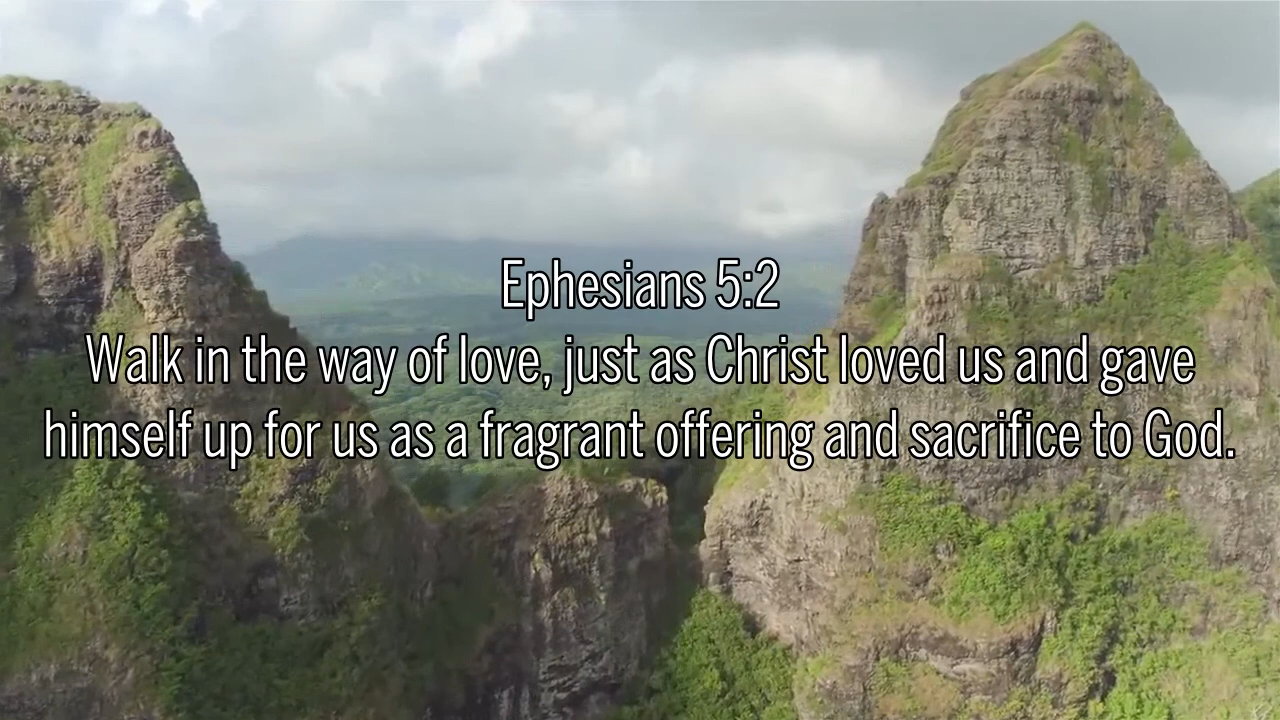 Ephesians 5:2
Walk in the way of love, just as Christ loved us and gave
himself up for us as a fragrant offering and sacrifice to God.